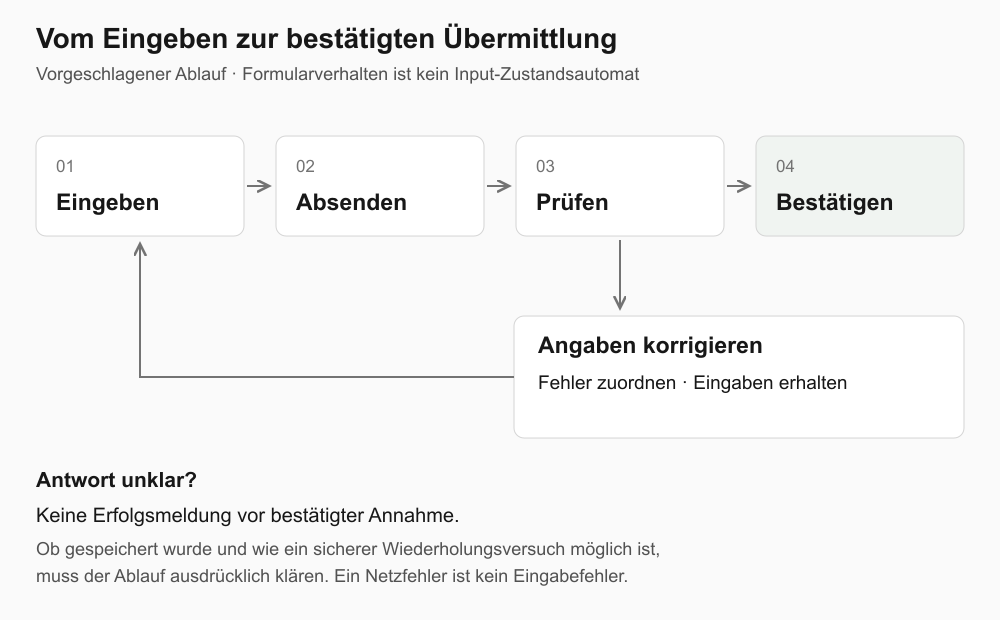 Vom Eingeben zur bestätigten Übermittlung
Vorgeschlagener Ablauf · Formularverhalten ist kein Input-Zustandsautomat
01
Eingeben
02
Absenden
03
Prüfen
04
Bestätigen
Angaben korrigieren
Fehler zuordnen · Eingaben erhalten
Antwort unklar?
Keine Erfolgsmeldung vor bestätigter Annahme.
Ob gespeichert wurde und wie ein sicherer Wiederholungsversuch möglich ist,
muss der Ablauf ausdrücklich klären. Ein Netzfehler ist kein Eingabefehler.